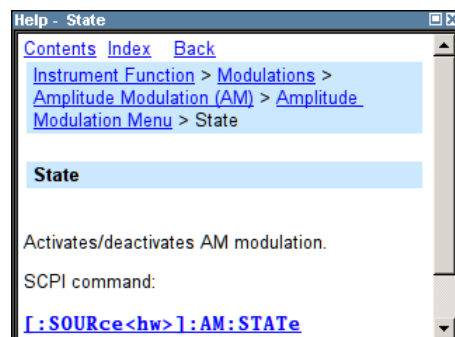 Help - State
Contents Index Back
Instrument Function > Modulations >
Amplitude Modulation (AM) > Amplitude
Modulation Menu > State
State
Activates/deactivates AM modulation.
SCPI command:
[:SOURce<hw>]:AM:STATe